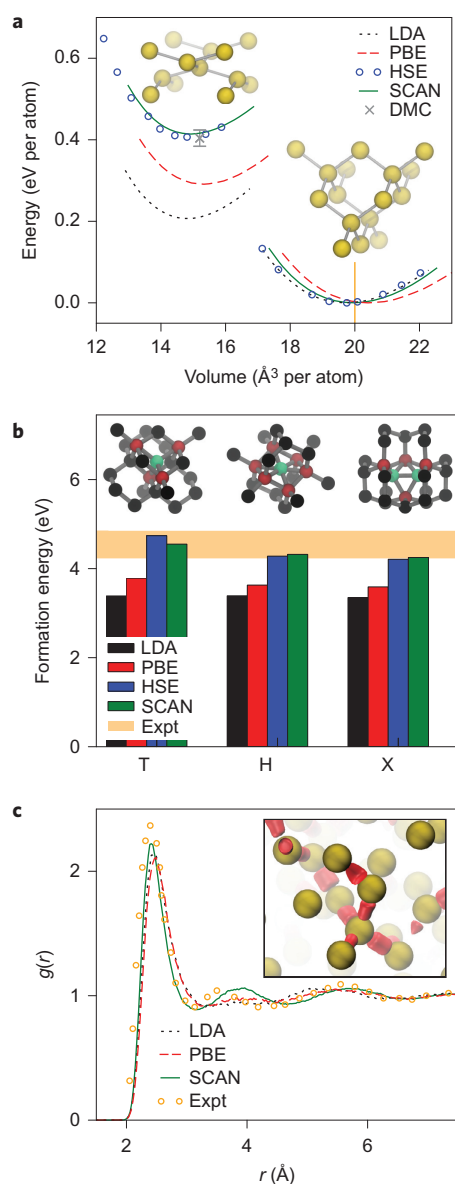 a
0.6
0.4
0.2
0.0
Energy (eV per atom)
LDA
PBE
HSE
SCAN
DMC
12
14
16
18
20
22
Volume (Å³ per atom)
b
6
4
2
0
Formation energy (eV)
LDA
PBE
HSE
SCAN
Expt
T
H
X
c
2
1
0
g(r)
LDA
PBE
SCAN
Expt
2
4
6
r (Å)